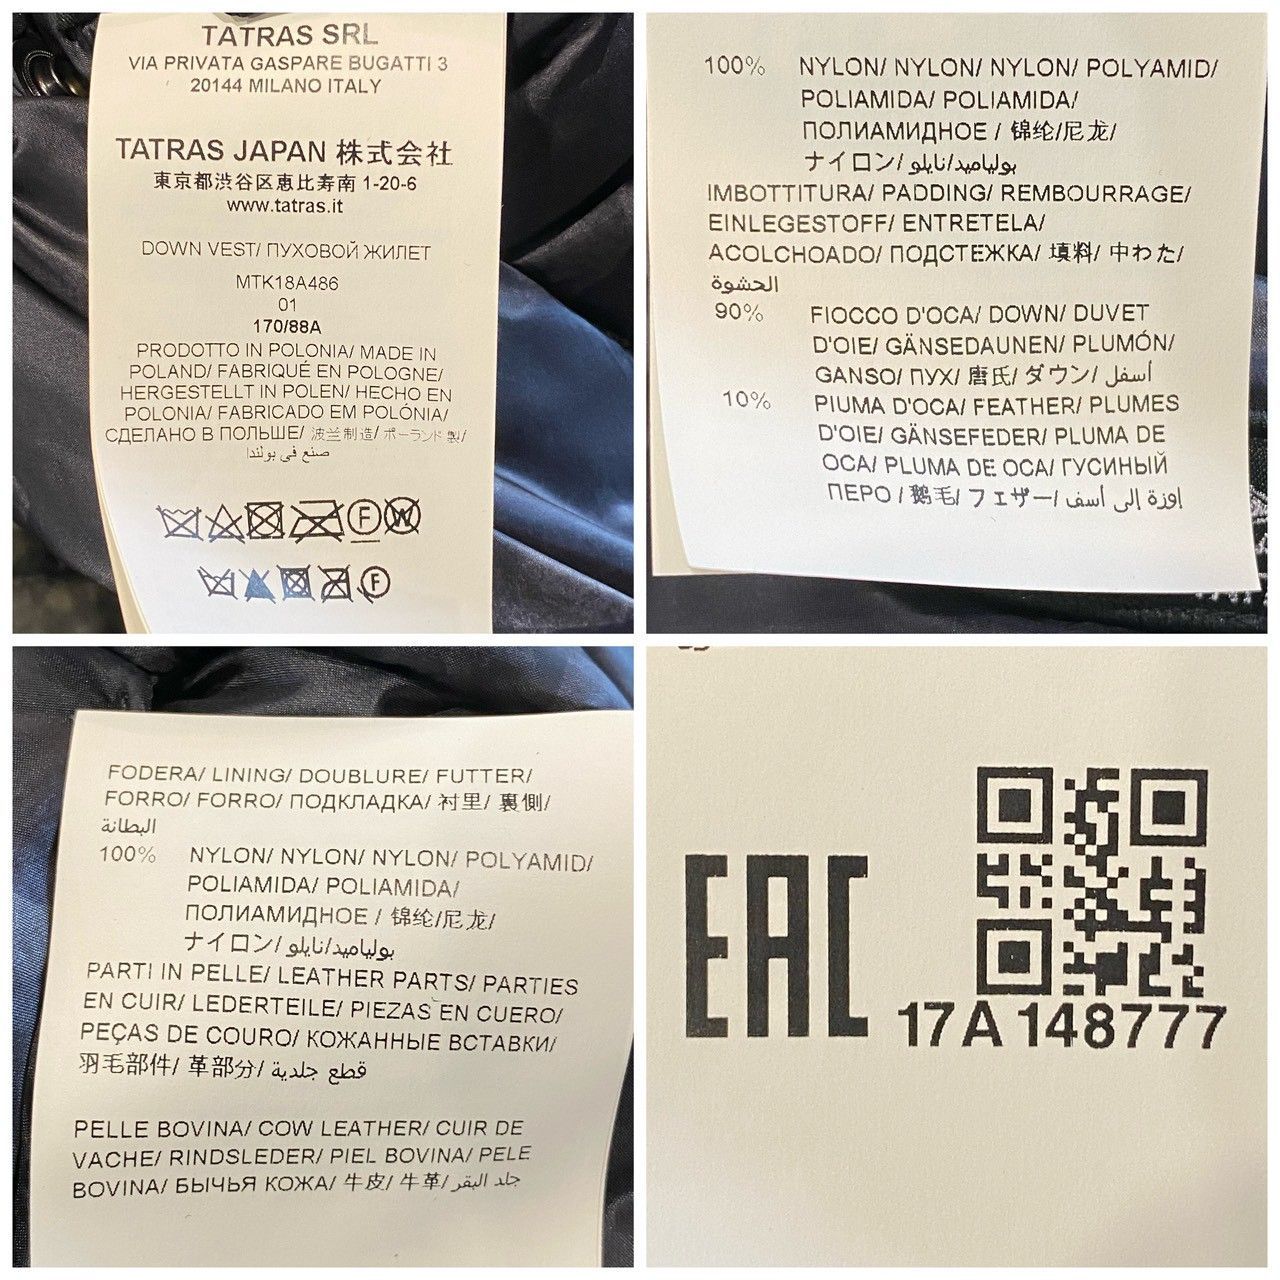 TATRAS SRL
VIA PRIVATA GASPARE BUGATTI 3
20144 MILANO ITALY
TATRAS JAPAN 株式会社
東京都渋谷区恵比寿南 1-20-6
www.tatras.it
DOWN VEST/ ПУХОВОЙ ЖИЛЕТ
MTK18A486
01
170/88A
PRODOTTO IN POLONIA/ MADE IN
POLAND/ FABRIQUÉ EN POLOGNE/
HERGESTELLT IN POLEN/ HECHO EN
POLONIA/ FABRICADO EM POLÓNIA/
СДЕЛАНО В ПОЛЬШЕ/ 波兰制造/ ポーランド製/
صنع في بولندا
F W
F
100% NYLON/ NYLON/ NYLON/ POLYAMID/
POLIAMIDA/ POLIAMIDA/
ПОЛИАМИДНОЕ / 锦纶/尼龙/
ナイロン/ بولياميد/نايلو
IMBOTTITURA/ PADDING/ REMBOURRAGE/
EINLEGESTOFF/ ENTRETELA/
ACOLCHOADO/ ПОДСТЕЖКА/ 填料/ 中わた/
الحشوة
90% FIOCCO D'OCA/ DOWN/ DUVET
D'OIE/ GÄNSEDAUNEN/ PLUMÓN/
GANSO/ ПУХ/ 唐氏/ ダウン/ أسفل
10% PIUMA D'OCA/ FEATHER/ PLUMES
D'OIE/ GÄNSEFEDER/ PLUMA DE
OCA/ PLUMA DE OCA/ ГУСИНЫЙ
ПЕРО / 鹅毛/ フェザー/ اوزة إلى أسف
FODERA/ LINING/ DOUBLURE/ FUTTER/
FORRO/ FORRO/ ПОДКЛАДКА/ 衬里/ 裏側/
البطانة
100% NYLON/ NYLON/ NYLON/ POLYAMID/
POLIAMIDA/ POLIAMIDA/
ПОЛИАМИДНОЕ / 锦纶/尼龙/
ナイロン/ بولياميد/نايلو
PARTI IN PELLE/ LEATHER PARTS/ PARTIES
EN CUIR/ LEDERTEILE/ PIEZAS EN CUERO/
PEÇAS DE COURO/ КОЖАННЫЕ ВСТАВКИ/
羽毛部件/ 革部分/ قطع جلدية
PELLE BOVINA/ COW LEATHER/ CUIR DE
VACHE/ RINDSLEDER/ PIEL BOVINA/ PELE
BOVINA/ БЫЧЬЯ КОЖА/ 牛皮/ 牛革/ جلد البقر
EAC
17A148777